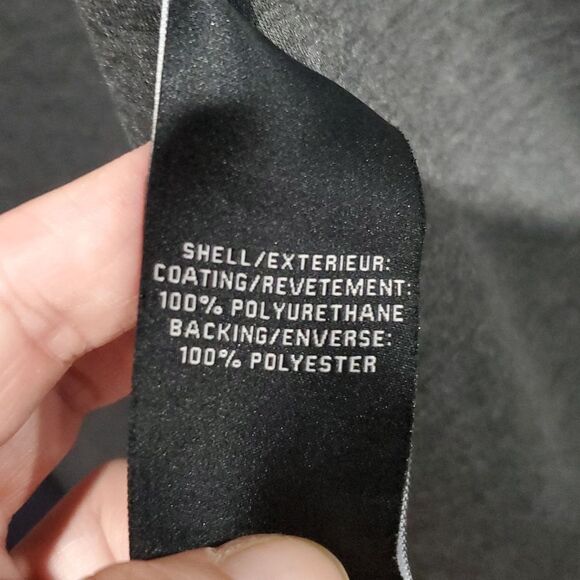 SHELL/EXTERIEUR:
COATING/REVETEMENT:
100% POLYURETHANE
BACKING/ENVERSE:
100% POLYESTER